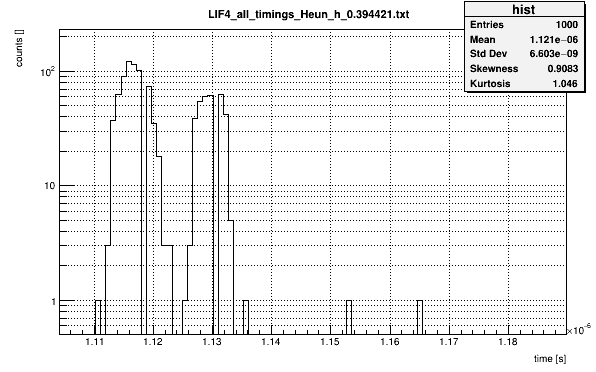 LIF4_all_timings_Heun_h_0.394421.txt
hist
Entries 1000
Mean 1.121e−06
Std Dev 6.603e−09
Skewness 0.9083
Kurtosis 1.046
counts []
10²
10
1
1.11 1.12 1.13 1.14 1.15 1.16 1.17 1.18
×10⁻⁶
time [s]